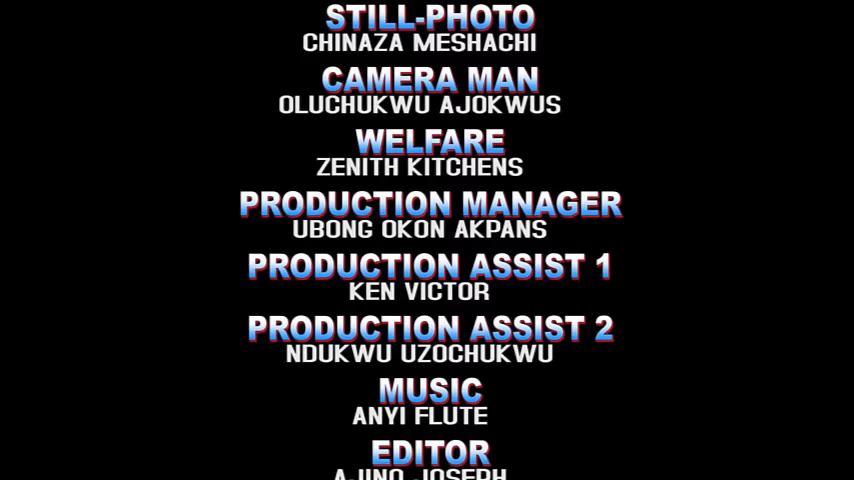 STILL-PHOTO
CHINAZA MESHACHI
CAMERA MAN
OLUCHUKWU AJOKWUS
WELFARE
ZENITH KITCHENS
PRODUCTION MANAGER
UBONG OKON AKPANS
PRODUCTION ASSIST 1
KEN VICTOR
PRODUCTION ASSIST 2
NDUKWU UZOCHUKWU
MUSIC
ANYI FLUTE
EDITOR
JOSEPH